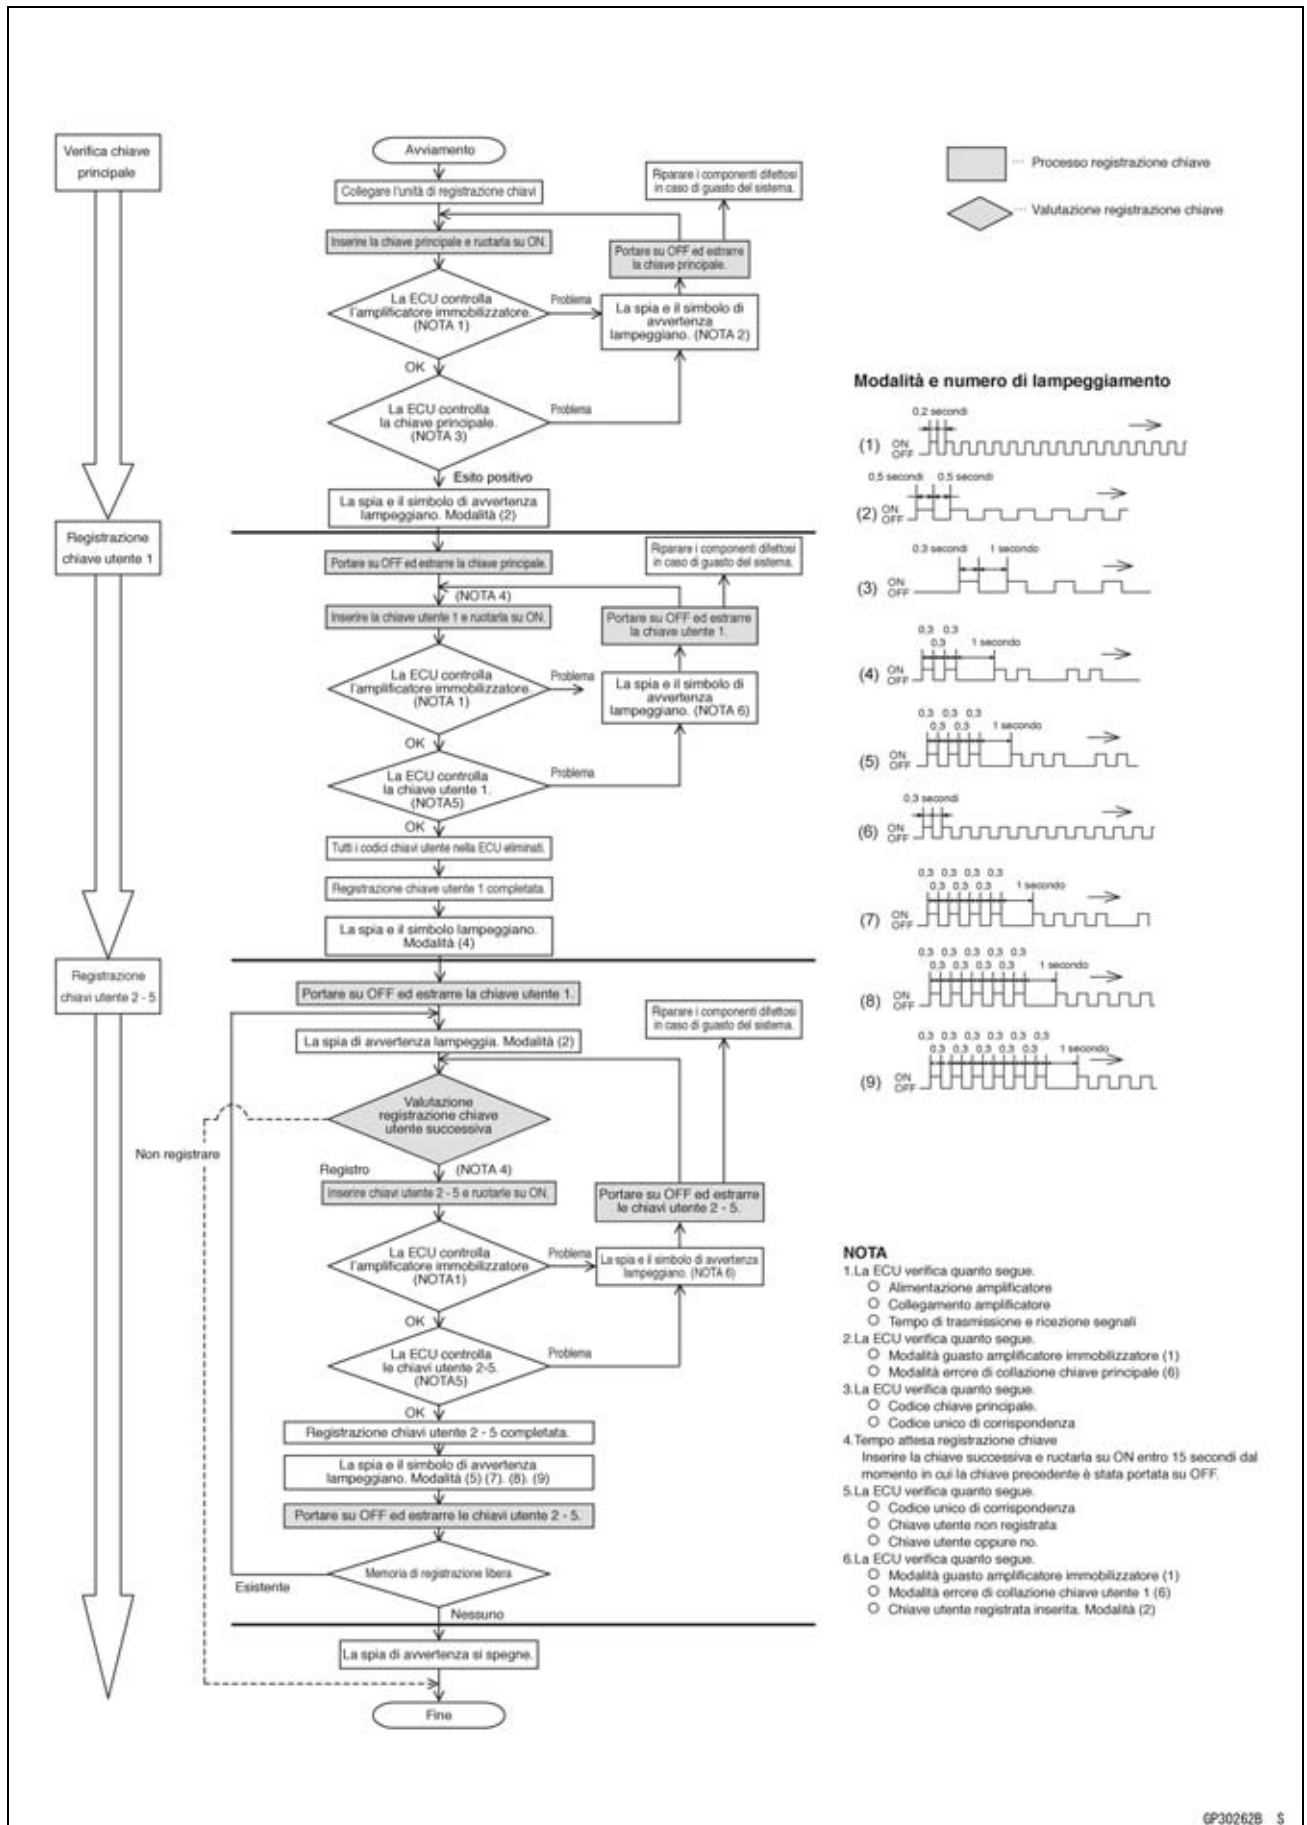 Verifica chiave
principale
Avviamento
Collegare l'unità di registrazione chiavi
Inserire la chiave principale e ruotarla su ON.
La ECU controlla
l'amplificatore immobilizzatore.
(NOTA 1)
Problema
OK
La ECU controlla
la chiave principale.
(NOTA 3)
Problema
Esito positivo
La spia e il simbolo di avvertenza
lampeggiano. Modalità (2)
Riparare i componenti difettosi
in caso di guasto del sistema.
Portare su OFF ed estrarre
la chiave principale.
La spia e il simbolo di
avvertenza
lampeggiano. (NOTA 2)
··· Processo registrazione chiave
··· Valutazione registrazione chiave
Registrazione
chiave utente 1
Portare su OFF ed estrarre la chiave principale.
(NOTA 4)
Inserire la chiave utente 1 e ruotarla su ON.
La ECU controlla
l'amplificatore immobilizzatore.
(NOTA 1)
Problema
OK
La ECU controlla
la chiave utente 1.
(NOTA5)
Problema
OK
Tutti i codici chiavi utente nella ECU eliminati.
Registrazione chiave utente 1 completata.
La spia e il simbolo lampeggiano.
Modalità (4)
Riparare i componenti difettosi
in caso di guasto del sistema.
Portare su OFF ed estrarre
la chiave utente 1.
La spia e il simbolo di
avvertenza
lampeggiano. (NOTA 6)
Registrazione
chiavi utente 2 - 5
Portare su OFF ed estrarre la chiave utente 1.
La spia di avvertenza lampeggia. Modalità (2)
Valutazione
registrazione chiave
utente successiva
Non registrare
Registro
(NOTA 4)
Inserire chiavi utente 2 - 5 e ruotarle su ON.
La ECU controlla
l'amplificatore immobilizzatore
(NOTA1)
Problema
OK
La ECU controlla
le chiavi utente 2-5.
(NOTA5)
Problema
OK
Registrazione chiavi utente 2 - 5 completata.
La spia e il simbolo di avvertenza
lampeggiano. Modalità (5) (7). (8). (9)
Portare su OFF ed estrarre le chiavi utente 2 - 5.
Memoria di registrazione libera
Esistente
Nessuno
La spia di avvertenza si spegne.
Fine
Riparare i componenti difettosi
in caso di guasto del sistema.
Portare su OFF ed estrarre
le chiavi utente 2 - 5.
La spia e il simbolo di avvertenza
lampeggiano. (NOTA 6)
Modalità e numero di lampeggiamento
0,2 secondi
(1) ON
OFF
0,5 secondi 0,5 secondi
(2) ON
OFF
0,3 secondi 1 secondo
(3) ON
OFF
0,3 0,3
0,3 1 secondo
(4) ON
OFF
0,3 0,3 0,3
0,3 0,3 1 secondo
(5) ON
OFF
0,3 secondi
(6) ON
OFF
0,3 0,3 0,3 0,3
0,3 0,3 0,3 1 secondo
(7) ON
OFF
0,3 0,3 0,3 0,3 0,3
0,3 0,3 0,3 0,3 1 secondo
(8) ON
OFF
0,3 0,3 0,3 0,3 0,3 0,3
0,3 0,3 0,3 0,3 0,3 1 secondo
(9) ON
OFF
NOTA
1.La ECU verifica quanto segue.
O Alimentazione amplificatore
O Collegamento amplificatore
O Tempo di trasmissione e ricezione segnali
2.La ECU verifica quanto segue.
O Modalità guasto amplificatore immobilizzatore (1)
O Modalità errore di collazione chiave principale (6)
3.La ECU verifica quanto segue.
O Codice chiave principale.
O Codice unico di corrispondenza
4.Tempo attesa registrazione chiave
Inserire la chiave successiva e ruotarla su ON entro 15 secondi dal
momento in cui la chiave precedente è stata portata su OFF.
5.La ECU verifica quanto segue.
O Codice unico di corrispondenza
O Chiave utente non registrata
O Chiave utente oppure no.
6.La ECU verifica quanto segue.
O Modalità guasto amplificatore immobilizzatore (1)
O Modalità errore di collazione chiave utente 1 (6)
O Chiave utente registrata inserita. Modalità (2)
GP30262B S